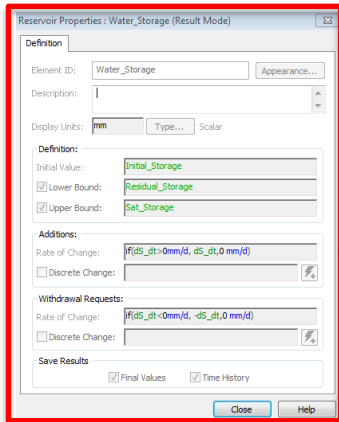 Reservoir Properties : Water_Storage (Result Mode)
Definition
Element ID: Water_Storage Appearance...
Description:
Display Units: mm Type... Scalar
Definition:
Initial Value: Initial_Storage
Lower Bound: Residual_Storage
Upper Bound: Sat_Storage
Additions:
Rate of Change: if(dS_dt>0mm/d, dS_dt,0 mm/d)
Discrete Change:
Withdrawal Requests:
Rate of Change: if(dS_dt<0mm/d, -dS_dt,0 mm/d)
Discrete Change:
Save Results
Final Values Time History
Close Help